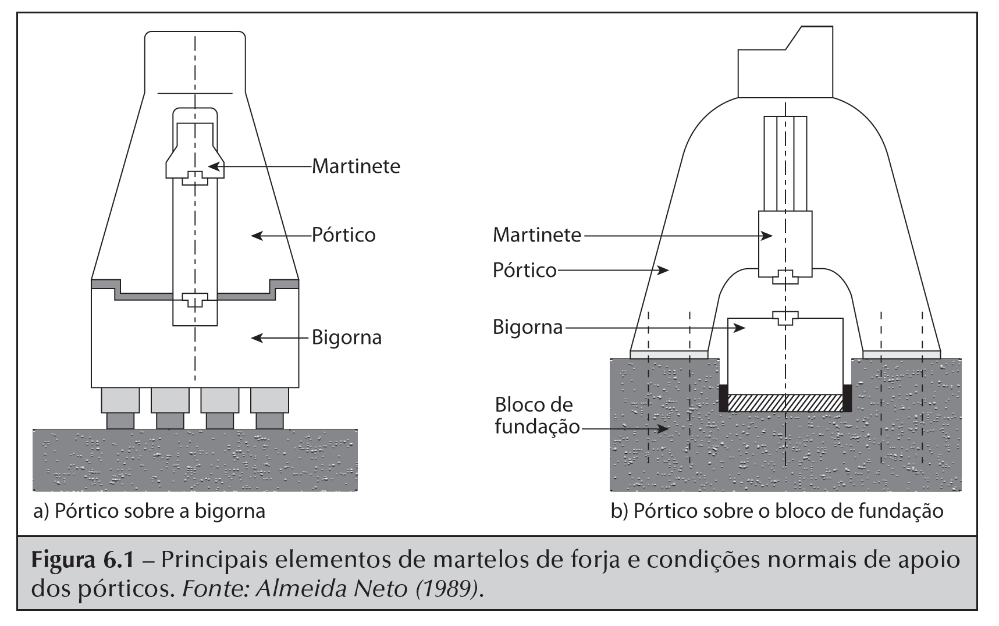 Martinete
Pórtico
Bigorna
a) Pórtico sobre a bigorna
Martinete
Pórtico
Bigorna
Bloco de
fundação
b) Pórtico sobre o bloco de fundação
Figura 6.1 – Principais elementos de martelos de forja e condições normais de apoio
dos pórticos. Fonte: Almeida Neto (1989).